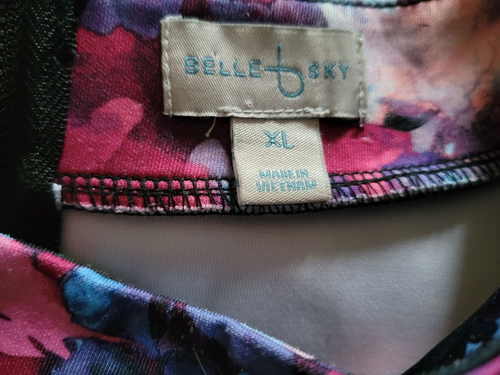 BELLE b SKY
XL
MADE IN
VIETNAM